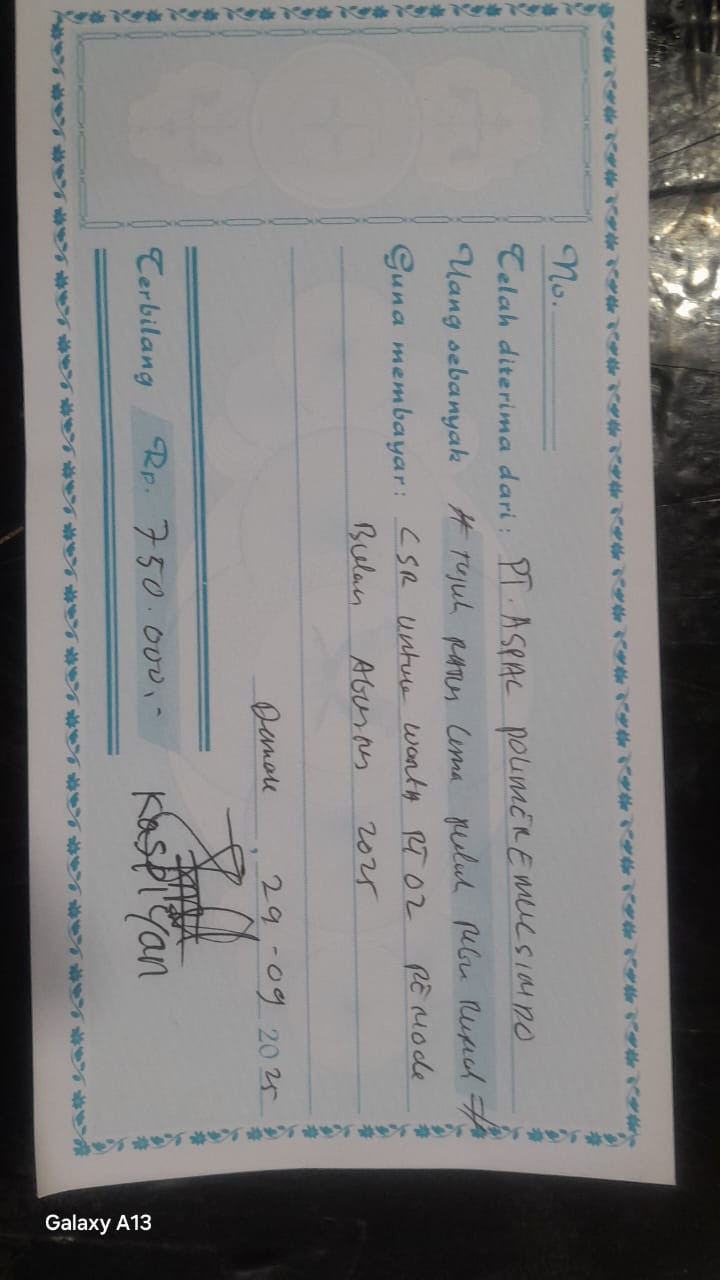 No.
Telah diterima dari: PT. ASPAL POLIMER EMULSINDO
Uang sebanyak # Tujuh Ratus Lima Puluh Ribu Rupiah #
Guna membayar: CSR Untuk Warga RT 02 PERIODE
Bulan Agustus 2025
Demak, 29-09 2025
Terbilang Rp. 750.000,-
Kaspiyan
Galaxy A13